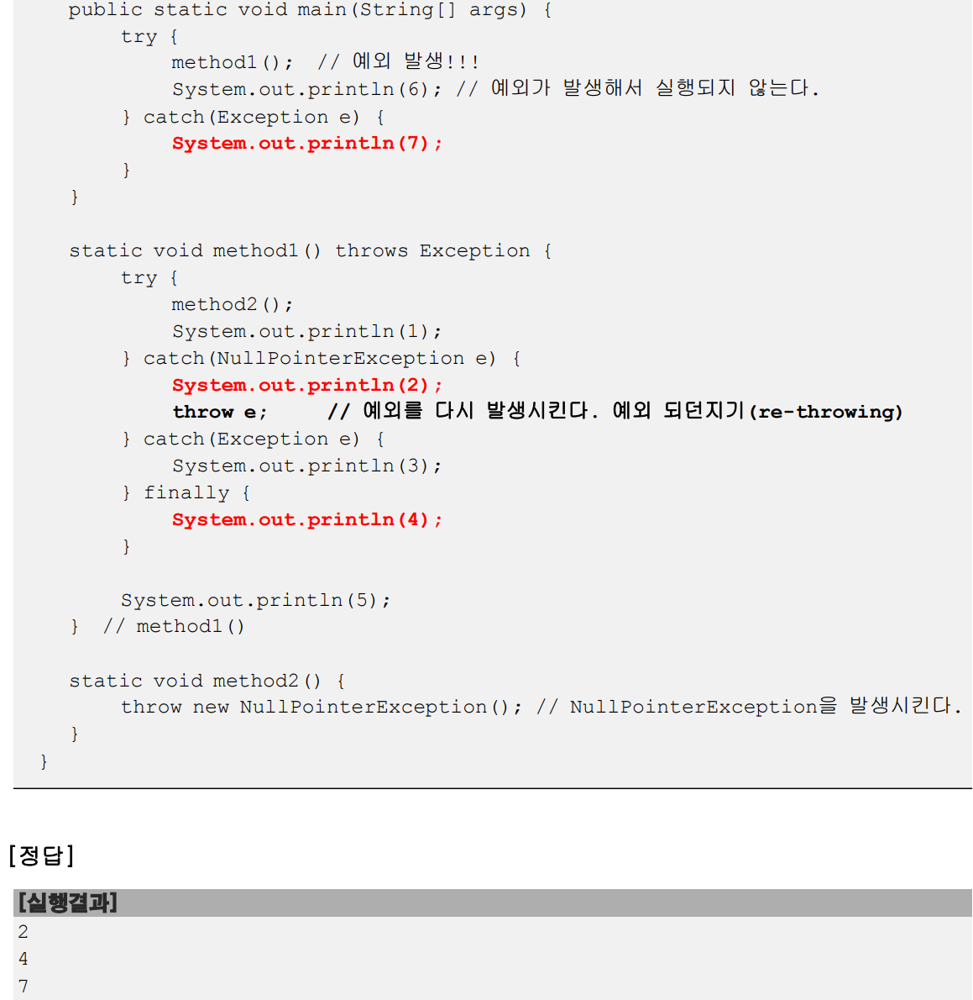 public static void main(String[] args) {
try {
method1(); // 예외 발생!!!
System.out.println(6); // 예외가 발생해서 실행되지 않는다.
} catch(Exception e) {
System.out.println(7);
}
}
static void method1() throws Exception {
try {
method2();
System.out.println(1);
} catch(NullPointerException e) {
System.out.println(2);
throw e; // 예외를 다시 발생시킨다. 예외 되던지기(re-throwing)
} catch(Exception e) {
System.out.println(3);
} finally {
System.out.println(4);
}
System.out.println(5);
} // method1()
static void method2() {
throw new NullPointerException(); // NullPointerException을 발생시킨다.
}
}
[정답]
[실행결과]
2
4
7